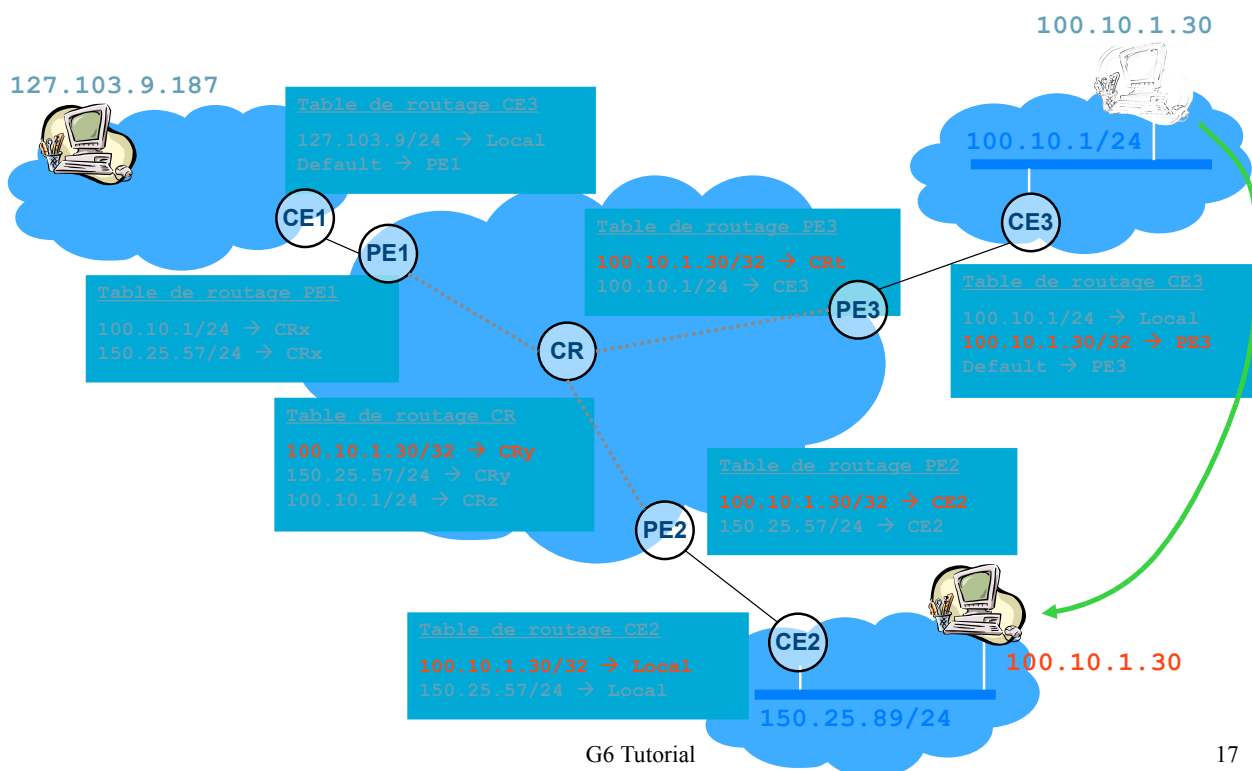 100.10.1.30
127.103.9.187
Table de routage CE3
127.103.9/24 → Local
Default → PE1
100.10.1/24
CE1
PE1
CE3
Table de routage PE3
100.10.1.30/32 → CRt
100.10.1/24 → CE3
PE3
Table de routage PE1
100.10.1/24 → CRx
150.25.57/24 → CRx
Table de routage CE3
100.10.1/24 → Local
100.10.1.30/32 → PE3
Default → PE3
CR
Table de routage CR
100.10.1.30/32 → CRy
150.25.57/24 → CRy
100.10.1/24 → CRz
Table de routage PE2
100.10.1.30/32 → CE2
150.25.57/24 → CE2
PE2
Table de routage CE2
100.10.1.30/32 → Local
150.25.57/24 → Local
CE2
100.10.1.30
150.25.89/24
G6 Tutorial
17